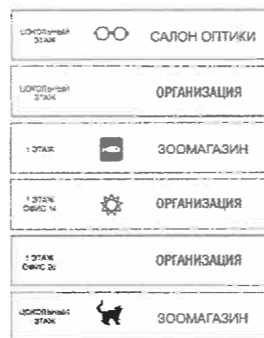 ЦОКОЛЬНЫЙ
ЭТАЖ
САЛОН ОПТИКИ
ЦОКОЛЬНЫЙ
ЭТАЖ
ОРГАНИЗАЦИЯ
1 ЭТАЖ
ЗООМАГАЗИН
1 ЭТАЖ
ОФИС 14
ОРГАНИЗАЦИЯ
1 ЭТАЖ
ОФИС
ОРГАНИЗАЦИЯ
ЦОКОЛЬНЫЙ
ЭТАЖ
ЗООМАГАЗИН